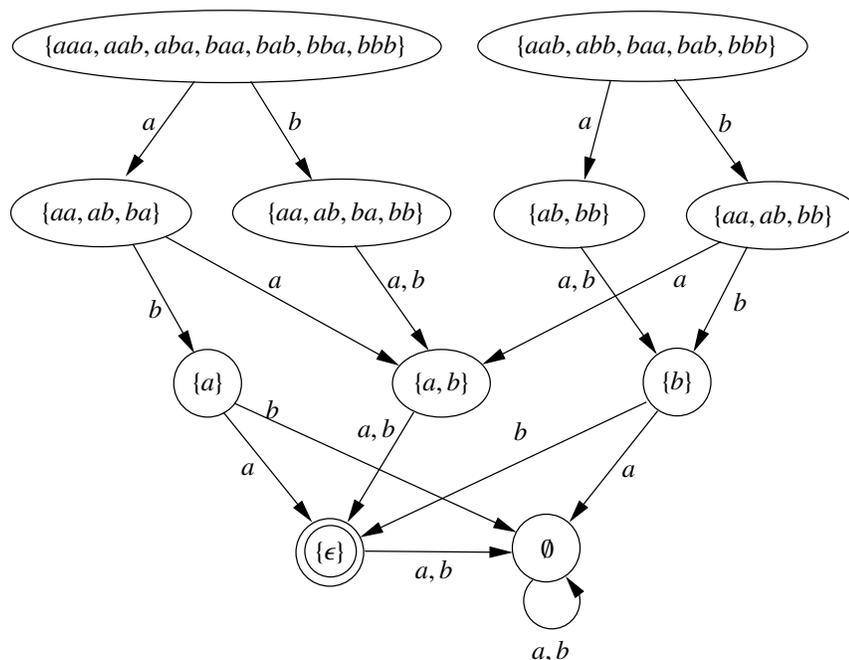 {aaa, aab, aba, baa, bab, bba, bbb} {aab, abb, baa, bab, bbb}
a b a b
{aa, ab, ba} {aa, ab, ba, bb} {ab, bb} {aa, ab, bb}
a a, b a, b a
b b
{a} {a, b} {b}
b a, b b
a a
{ϵ} ∅
a, b
a, b